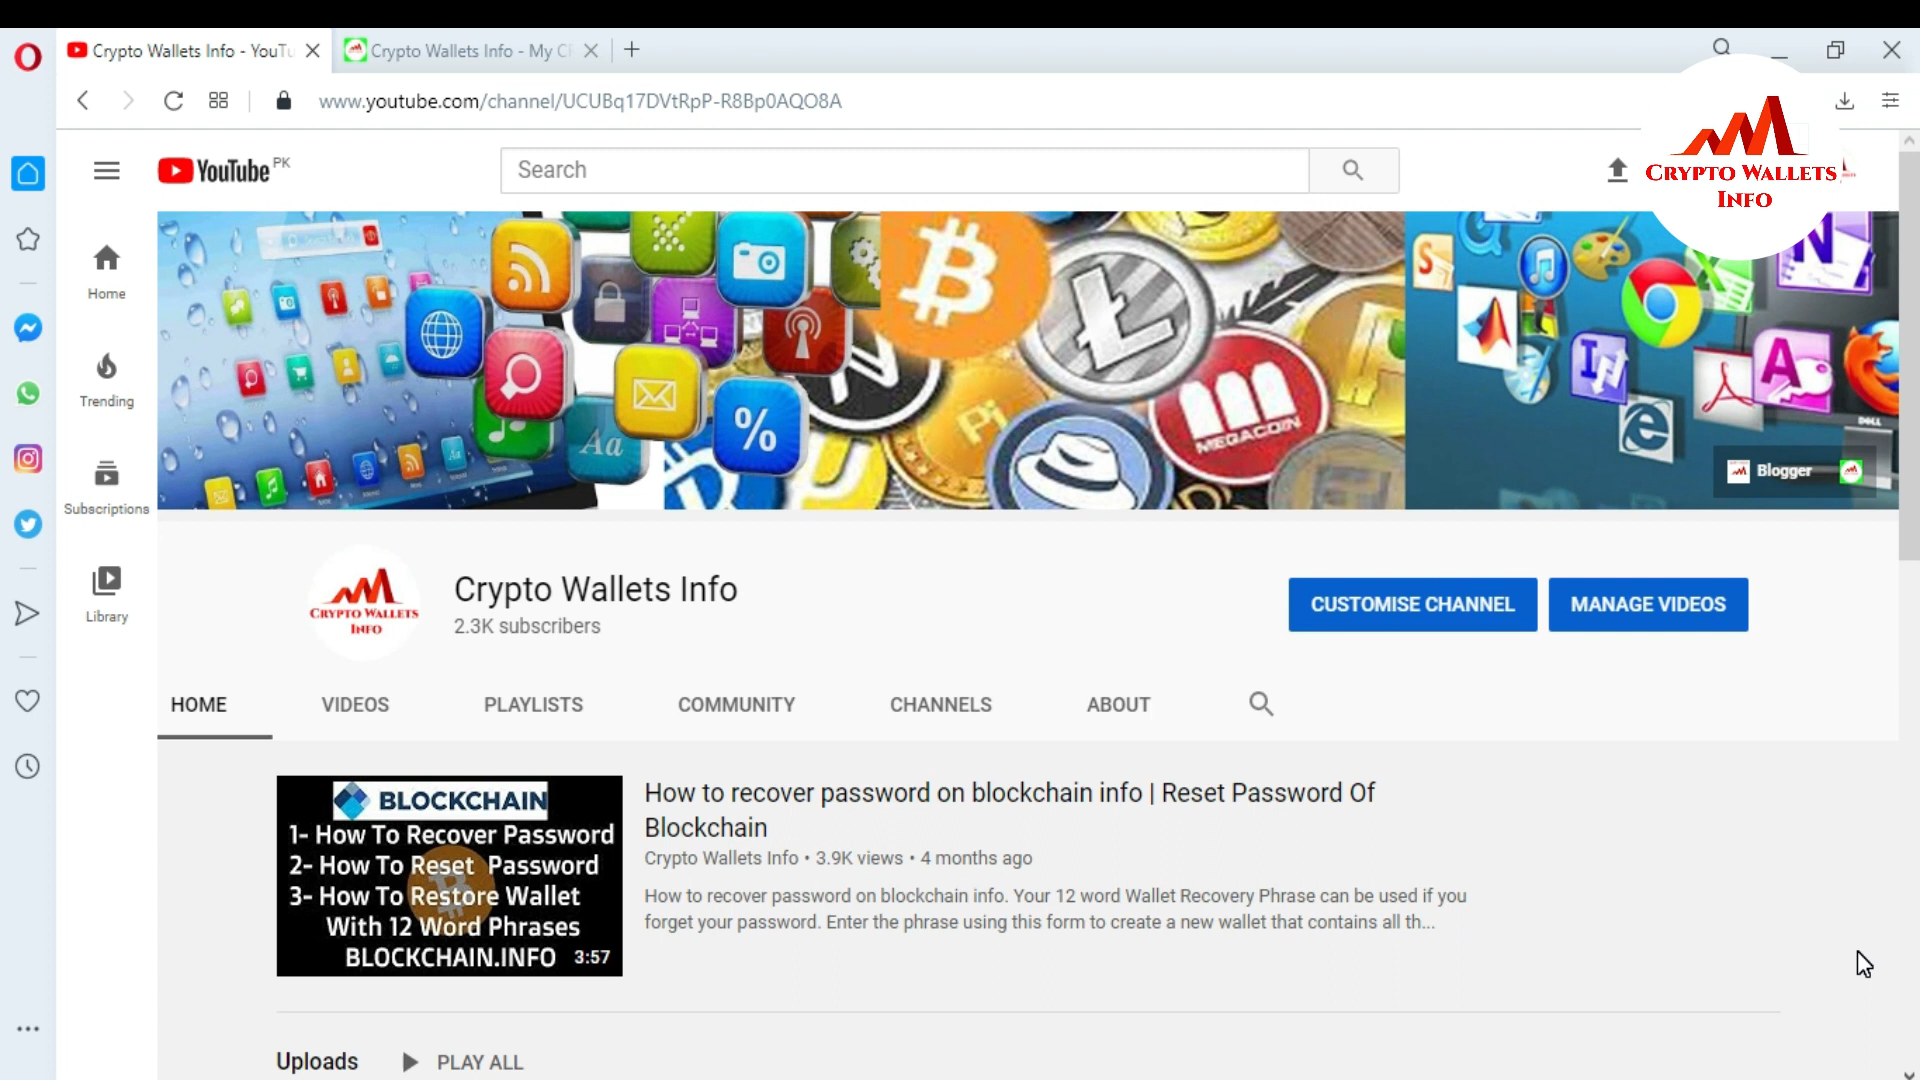 Crypto Wallets Info - YouTu
Crypto Wallets Info - My C
www.youtube.com/channel/UCUBq17DVtRpP-R8Bp0AQO8A
YouTube PK
Search
CRYPTO WALLETS
INFO
Home
Trending
Subscriptions
Library
Aa
%
Pi
MEGACOIN
S
N
A
DELL
Blogger
CRYPTO WALLETS
INFO
Crypto Wallets Info
2.3K subscribers
CUSTOMISE CHANNEL
MANAGE VIDEOS
HOME
VIDEOS
PLAYLISTS
COMMUNITY
CHANNELS
ABOUT
BLOCKCHAIN
1- How To Recover Password
2- How To Reset Password
3- How To Restore Wallet
With 12 Word Phrases
BLOCKCHAIN.INFO
3:57
How to recover password on blockchain info | Reset Password Of
Blockchain
Crypto Wallets Info • 3.9K views • 4 months ago
How to recover password on blockchain info. Your 12 word Wallet Recovery Phrase can be used if you
forget your password. Enter the phrase using this form to create a new wallet that contains all th...
Uploads
PLAY ALL